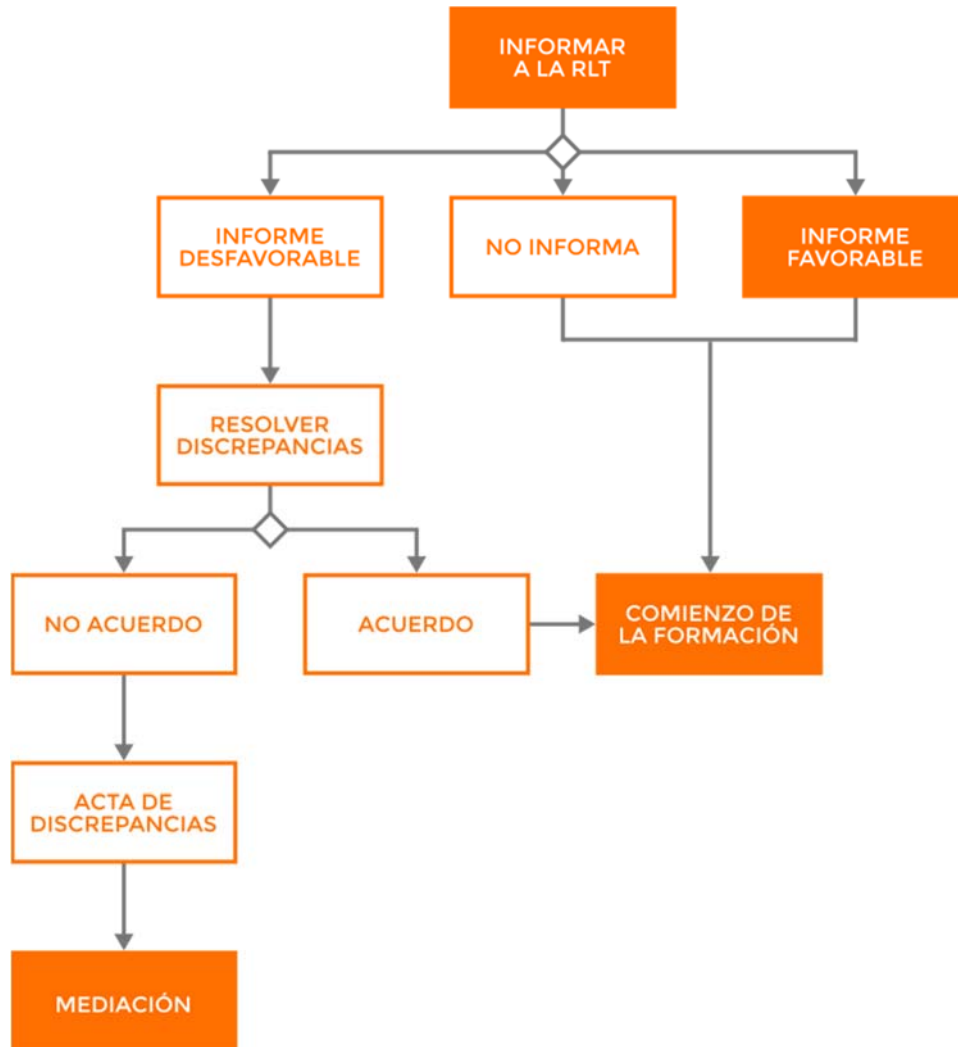 INFORMAR
A LA RLT
INFORME
DESFAVORABLE
NO INFORMA
INFORME
FAVORABLE
RESOLVER
DISCREPANCIAS
NO ACUERDO
ACUERDO
COMIENZO DE
LA FORMACIÓN
ACTA DE
DISCREPANCIAS
MEDIACIÓN